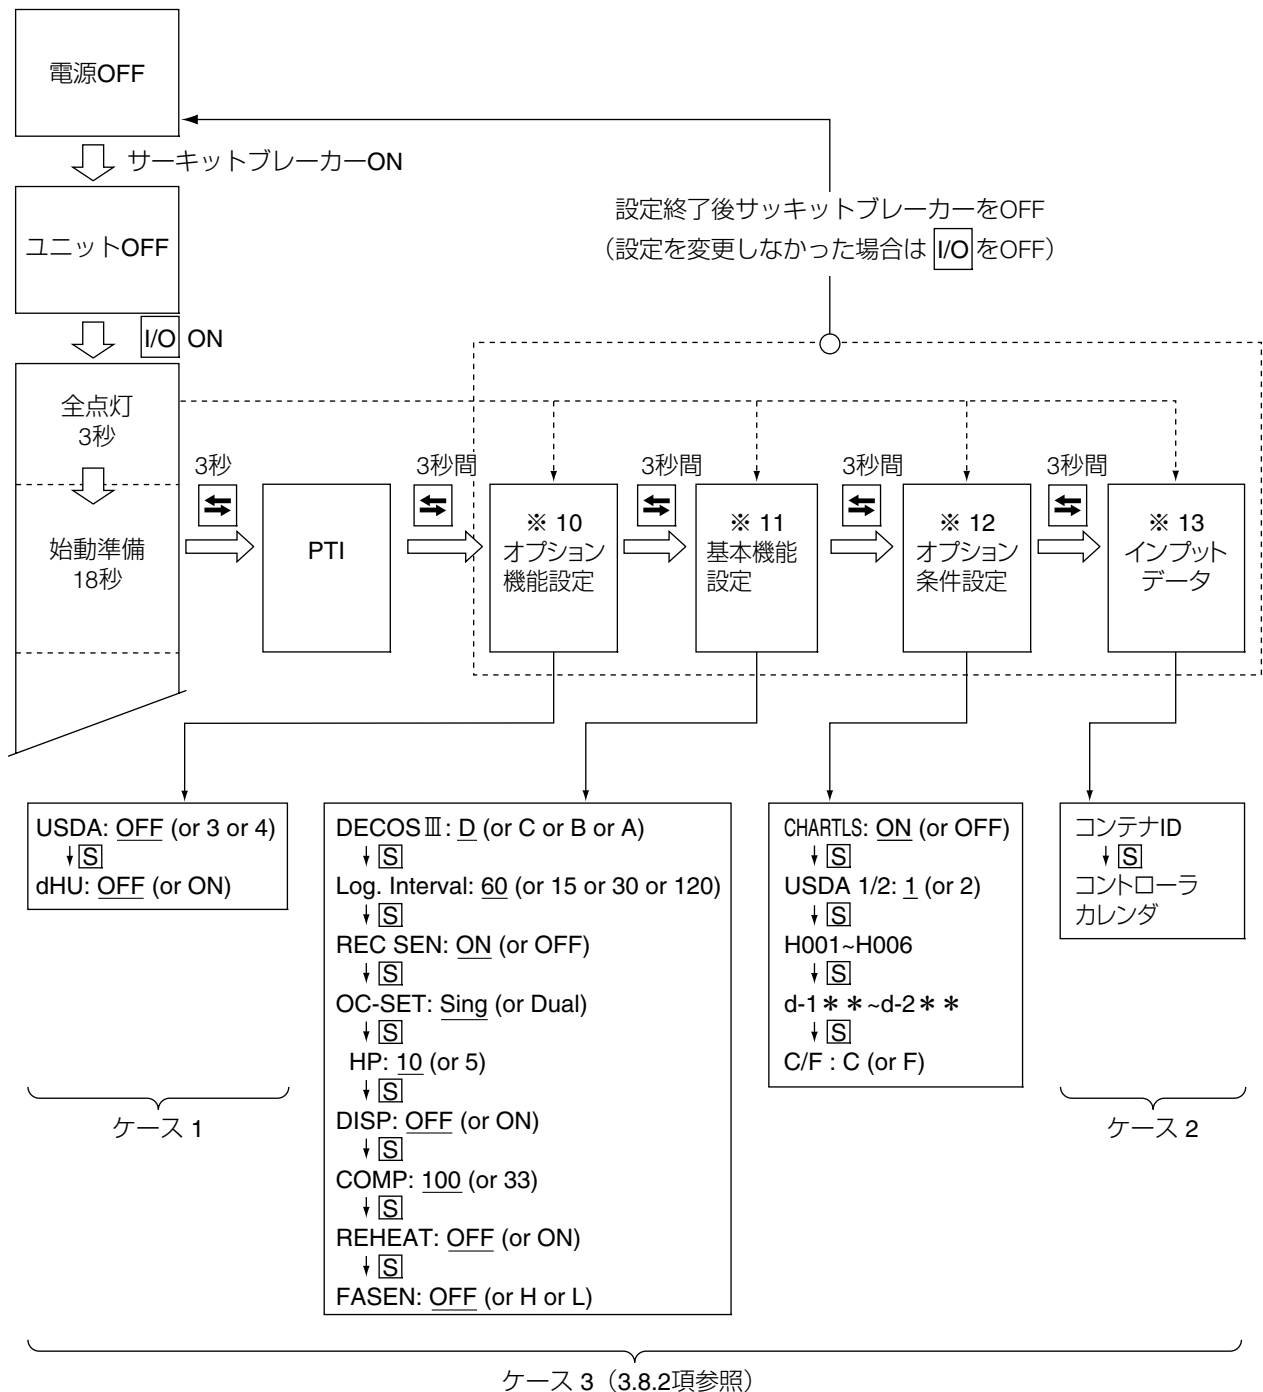 電源OFF
サーキットブレーカーON
ユニットOFF
設定終了後サッキットブレーカーをOFF
（設定を変更しなかった場合は I/O をOFF）
I/O ON
全点灯
3秒
始動準備
18秒
3秒
PTI
3秒間
※ 10
オプション
機能設定
3秒間
※ 11
基本機能
設定
3秒間
※ 12
オプション
条件設定
3秒間
※ 13
インプット
データ
USDA: OFF (or 3 or 4)
S
dHU: OFF (or ON)
ケース 1
DECOSⅢ: D (or C or B or A)
S
Log. Interval: 60 (or 15 or 30 or 120)
S
REC SEN: ON (or OFF)
S
OC-SET: Sing (or Dual)
S
HP: 10 (or 5)
S
DISP: OFF (or ON)
S
COMP: 100 (or 33)
S
REHEAT: OFF (or ON)
S
FASEN: OFF (or H or L)
CHARTLS: ON (or OFF)
S
USDA 1/2: 1 (or 2)
S
H001~H006
S
d-1＊＊~d-2＊＊
S
C/F : C (or F)
コンテナID
S
コントローラ
カレンダ
ケース 2
ケース 3（3.8.2項参照）